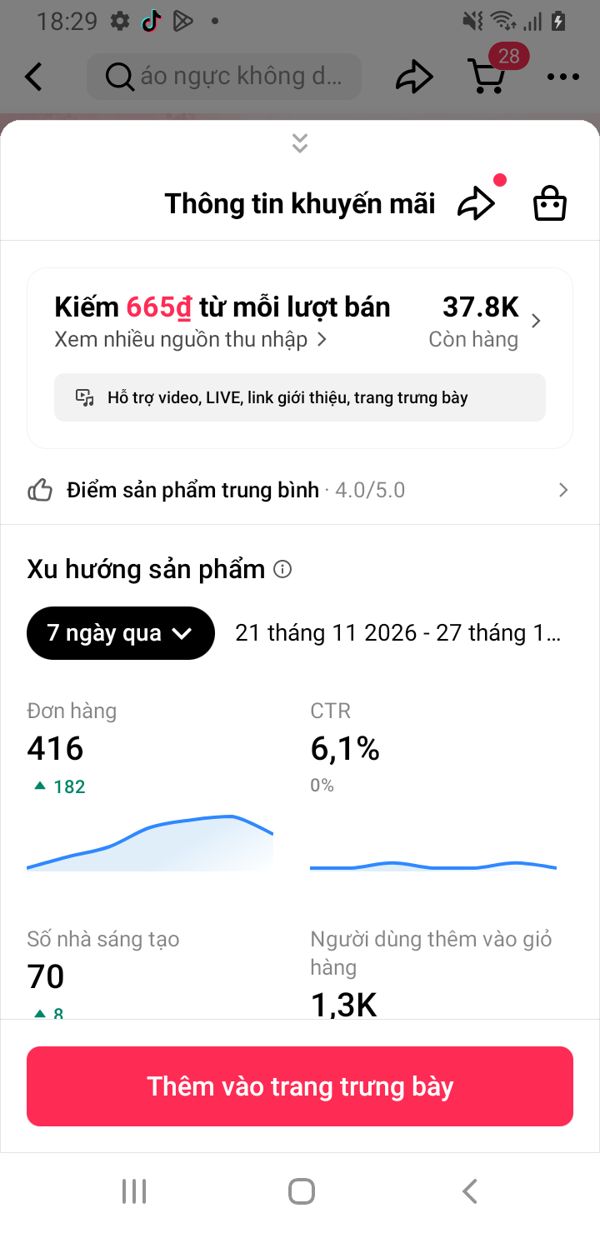 18:29
28
áo ngực không d...
Thông tin khuyến mãi
Kiếm 665₫ từ mỗi lượt bán
37.8K
Xem nhiều nguồn thu nhập
Còn hàng
Hỗ trợ video, LIVE, link giới thiệu, trang trưng bày
Điểm sản phẩm trung bình · 4.0/5.0
Xu hướng sản phẩm
7 ngày qua
21 tháng 11 2026 - 27 tháng 1...
Đơn hàng
CTR
416
6,1%
182
0%
Số nhà sáng tạo
Người dùng thêm vào giỏ
hàng
70
1,3K
8
Thêm vào trang trưng bày